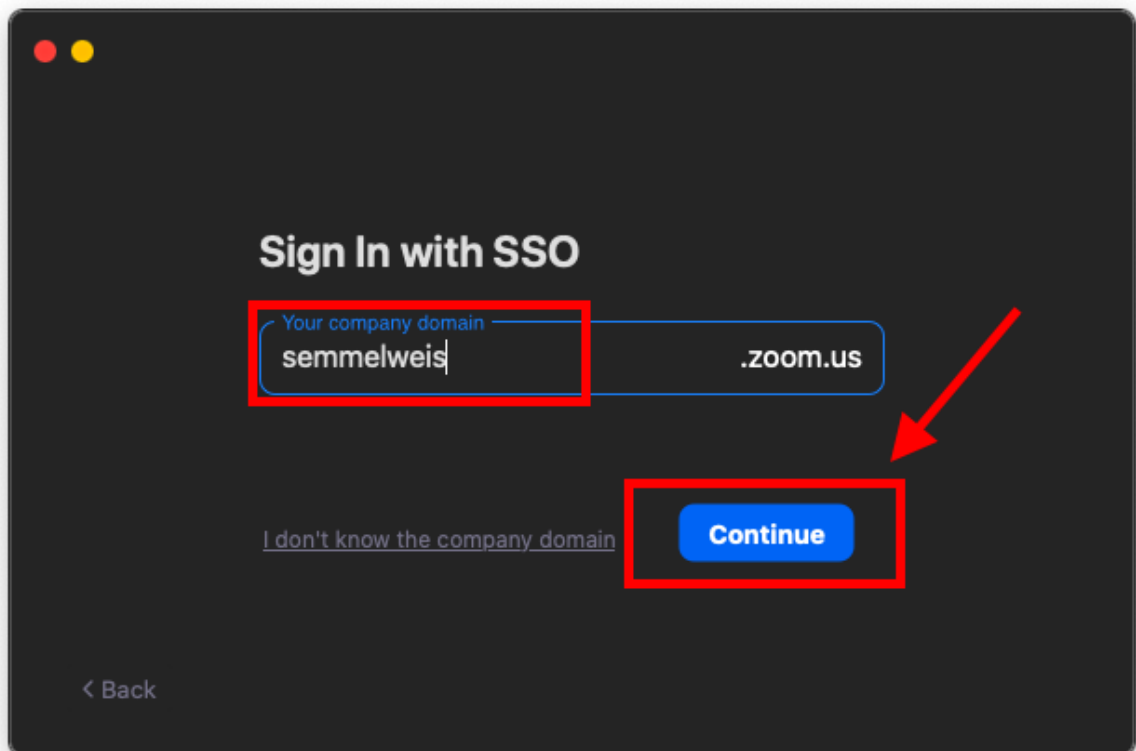 Sign In with SSO
Your company domain
semmelweis .zoom.us
I don't know the company domain Continue
< Back